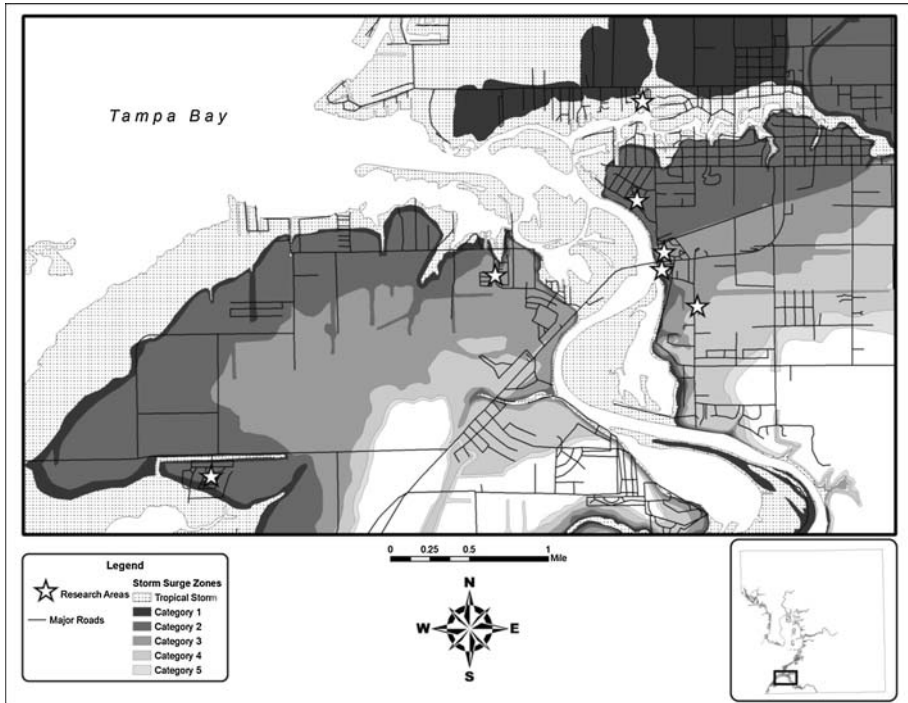 Tampa Bay
Legend
Research Areas
Major Roads
Storm Surge Zones
Tropical Storm
Category 1
Category 2
Category 3
Category 4
Category 5
0 0.25 0.5 1
Mile
N
W E
S